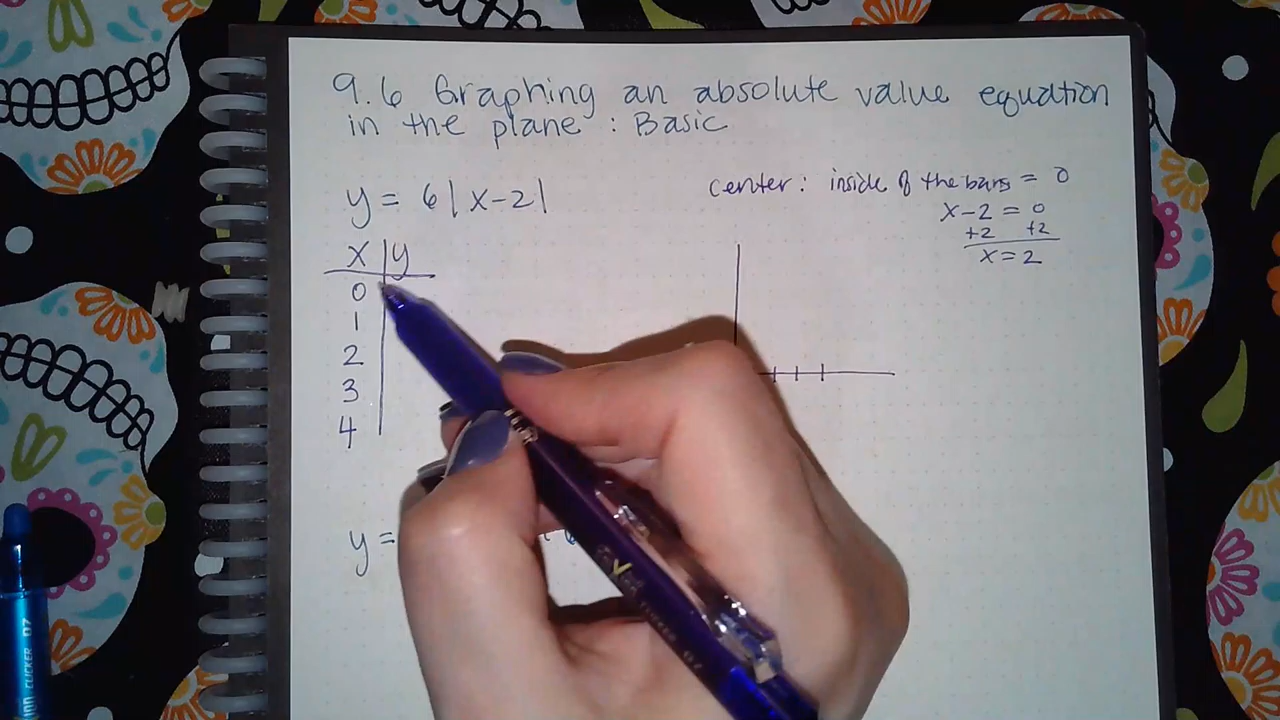 9.6 Graphing an absolute value equation
in the plane : Basic
y = 6|x-2|
center: inside of the bars = 0
x-2 = 0
+2 +2
x = 2
x | y
0
1
2
3
4
y =